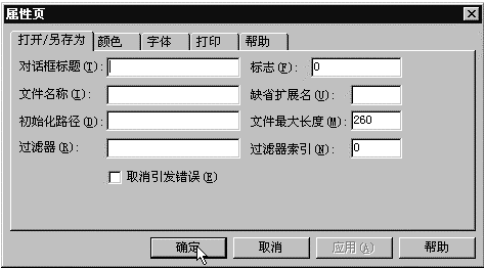 属性页
打开/另存为 颜色 字体 打印 帮助
对话框标题(T): 标志(F): 0
文件名称(I): 缺省扩展名(U):
初始化路径(D): 文件最大长度(M): 260
过滤器(R): 过滤器索引(N): 0
取消引发错误(E)
确定 取消 应用(A) 帮助